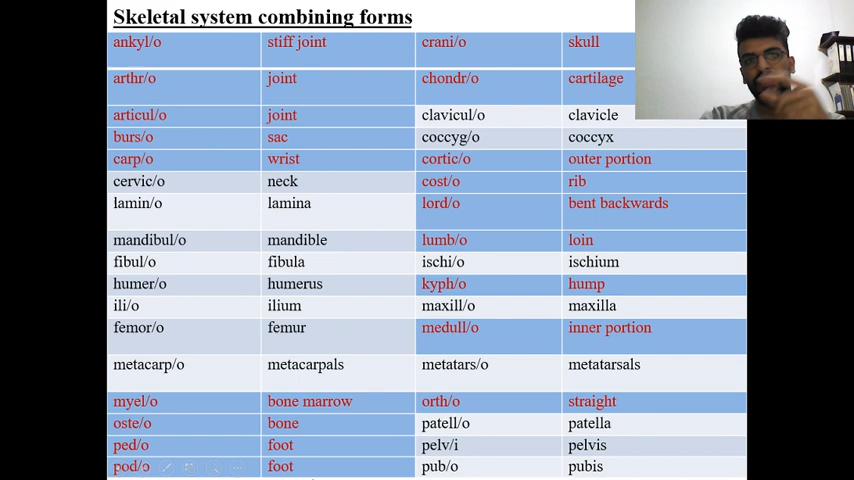 Skeletal system combining forms
ankyl/o stiff joint crani/o skull
arthr/o joint chondr/o cartilage
articul/o joint clavicul/o clavicle
burs/o sac coccyg/o coccyx
carp/o wrist cortic/o outer portion
cervic/o neck cost/o rib
lamin/o lamina lord/o bent backwards
mandibul/o mandible lumb/o loin
fibul/o fibula ischi/o ischium
humer/o humerus kyph/o hump
ili/o ilium maxill/o maxilla
femor/o femur medull/o inner portion
metacarp/o metacarpals metatars/o metatarsals
myel/o bone marrow orth/o straight
oste/o bone patell/o patella
ped/o foot pelv/i pelvis
pod/o foot pub/o pubis